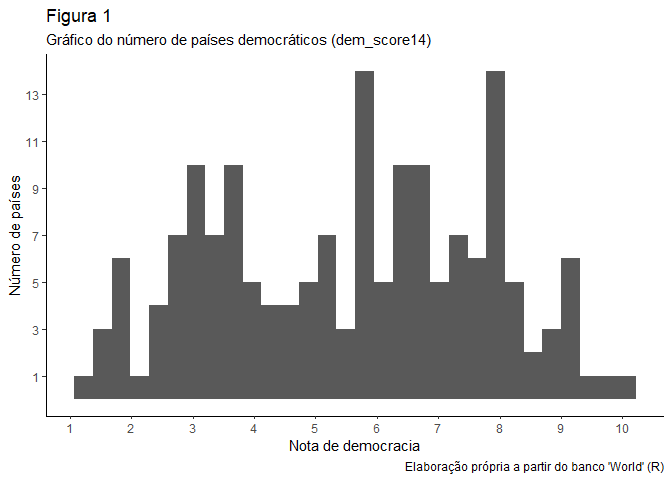 Figura 1
Gráfico do número de países democráticos (dem_score14)
Número de países
13
11
9
7
5
3
1
1 2 3 4 5 6 7 8 9 10
Nota de democracia
Elaboração própria a partir do banco 'World' (R)